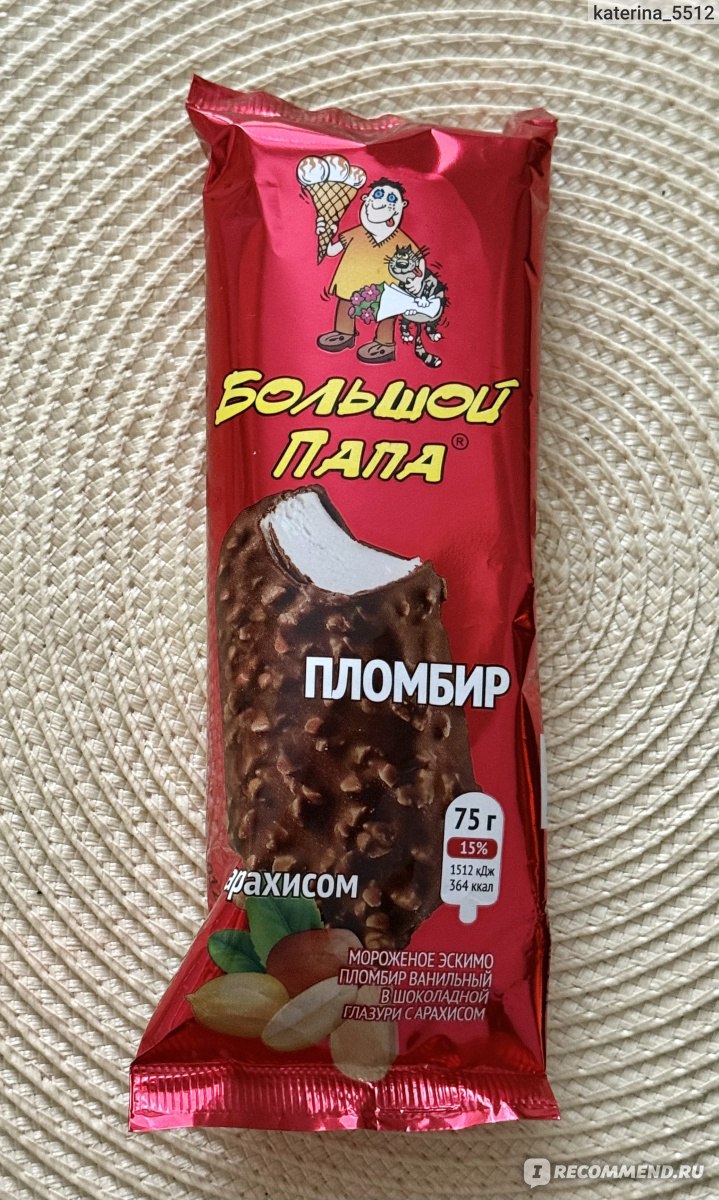 katerina_5512
БОЛЬШОЙ
ПАПА®
ПЛОМБИР
75 г
15%
1512 кДж
364 ккал
арахисом
МОРОЖЕНОЕ ЭСКИМО
ПЛОМБИР ВАНИЛЬНЫЙ
В ШОКОЛАДНОЙ
ГЛАЗУРИ С АРАХИСОМ
IRECOMMEND.RU